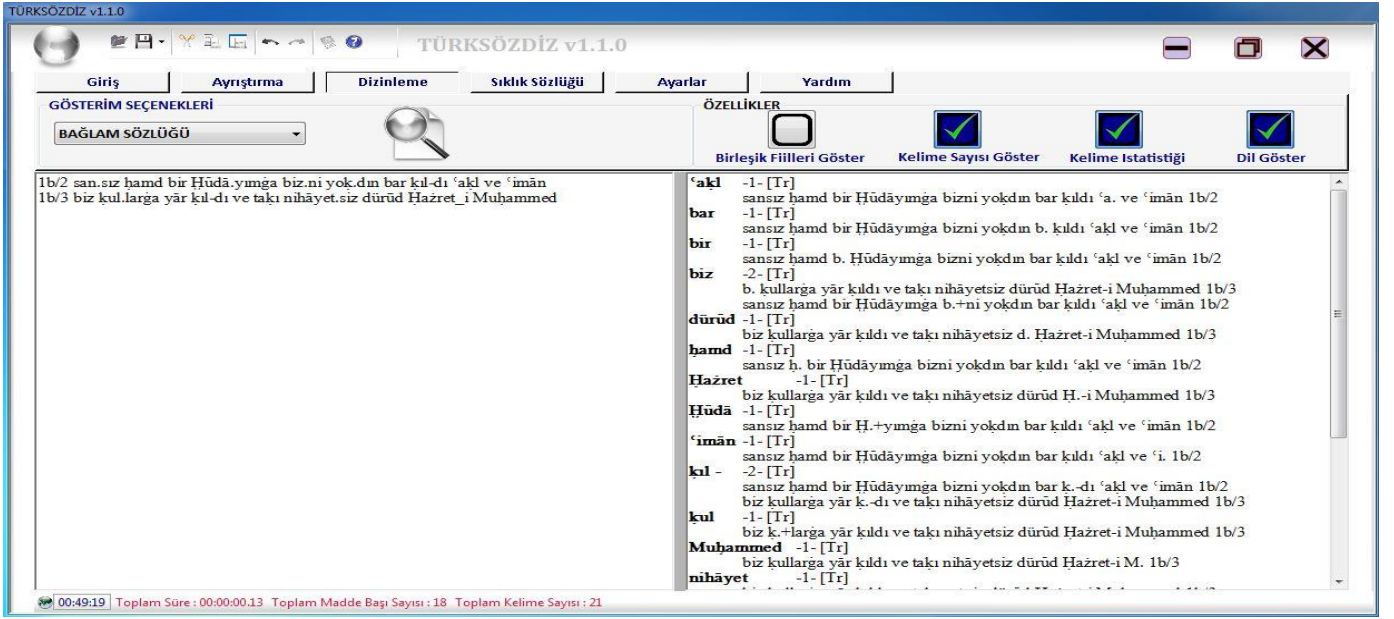 TÜRKSÖZDİZ v1.1.0
TÜRKSÖZDİZ v1.1.0
Giriş Ayrıştırma Dizinleme Sıklık Sözlüğü Ayarlar Yardım
GÖSTERİM SEÇENEKLERİ
BAĞLAM SÖZLÜĞÜ
ÖZELLİKLER
Birleşik Fiilleri Göster Kelime Sayısı Göster Kelime Istatistiği Dil Göster
1b/2 san.sız ḥamd bir Ḥūdā.yımġa biz.ni yoḳ.dın bar ḳıl-dı ʿaḳl ve ʿimān
1b/3 biz ḳul.larġa yār ḳıl-dı ve taḳı nihāyet.siz dürūd Ḥażret_i Muḥammed
ʿaḳl -1- [Tr]
sansız ḥamd bir Ḥūdāyımġa bizni yoḳdın bar ḳıldı ʿa. ve ʿimān 1b/2
bar -1- [Tr]
sansız ḥamd bir Ḥūdāyımġa bizni yoḳdın b. ḳıldı ʿaḳl ve ʿimān 1b/2
bir -1- [Tr]
sansız ḥamd b. Ḥūdāyımġa bizni yoḳdın bar ḳıldı ʿaḳl ve ʿimān 1b/2
biz -2- [Tr]
b. ḳullarġa yār ḳıldı ve taḳı nihāyetsiz dürūd Ḥażret-i Muḥammed 1b/3
sansız ḥamd bir Ḥūdāyımġa b.+ni yoḳdın bar ḳıldı ʿaḳl ve ʿimān 1b/2
dürūd -1- [Tr]
biz ḳullarġa yār ḳıldı ve taḳı nihāyetsiz d. Ḥażret-i Muḥammed 1b/3
ḥamd -1- [Tr]
sansız ḥ. bir Ḥūdāyımġa bizni yoḳdın bar ḳıldı ʿaḳl ve ʿimān 1b/2
Ḥażret -1- [Tr]
biz ḳullarġa yār ḳıldı ve taḳı nihāyetsiz dürūd Ḥ.-i Muḥammed 1b/3
Ḥūdā -1- [Tr]
sansız ḥamd bir Ḥ.+yımġa bizni yoḳdın bar ḳıldı ʿaḳl ve ʿimān 1b/2
ʿimān -1- [Tr]
sansız ḥamd bir Ḥūdāyımġa bizni yoḳdın bar ḳıldı ʿaḳl ve ʿi. 1b/2
ḳıl - -2- [Tr]
sansız ḥamd bir Ḥūdāyımġa bizni yoḳdın bar ḳ.-dı ʿaḳl ve ʿimān 1b/2
biz ḳullarġa yār ḳ.-dı ve taḳı nihāyetsiz dürūd Ḥażret-i Muḥammed 1b/3
ḳul -1- [Tr]
biz ḳ.+larġa yār ḳıldı ve taḳı nihāyetsiz dürūd Ḥażret-i Muḥammed 1b/3
Muḥammed -1- [Tr]
biz ḳullarġa yār ḳıldı ve taḳı nihāyetsiz dürūd Ḥażret-i M. 1b/3
nihāyet -1- [Tr]
00:49:19 Toplam Süre : 00:00:00.13 Toplam Madde Başı Sayısı : 18 Toplam Kelime Sayısı : 21